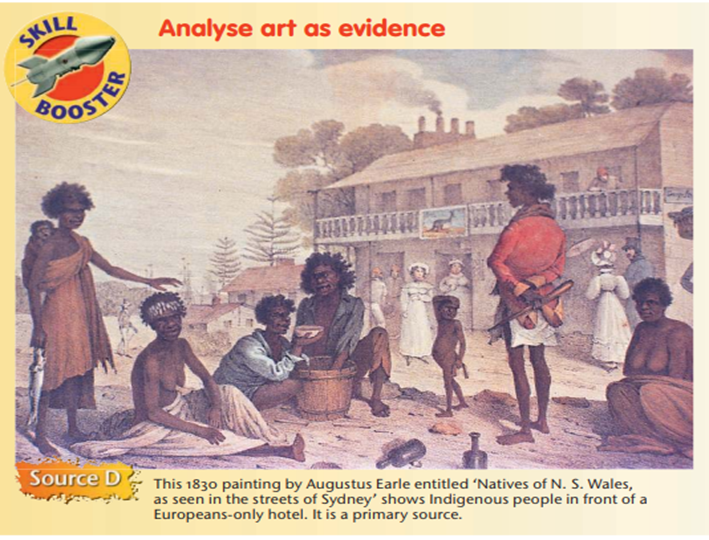 SKILL
BOOSTER
Analyse art as evidence
Source D
This 1830 painting by Augustus Earle entitled ‘Natives of N. S. Wales,
as seen in the streets of Sydney’ shows Indigenous people in front of a
Europeans-only hotel. It is a primary source.